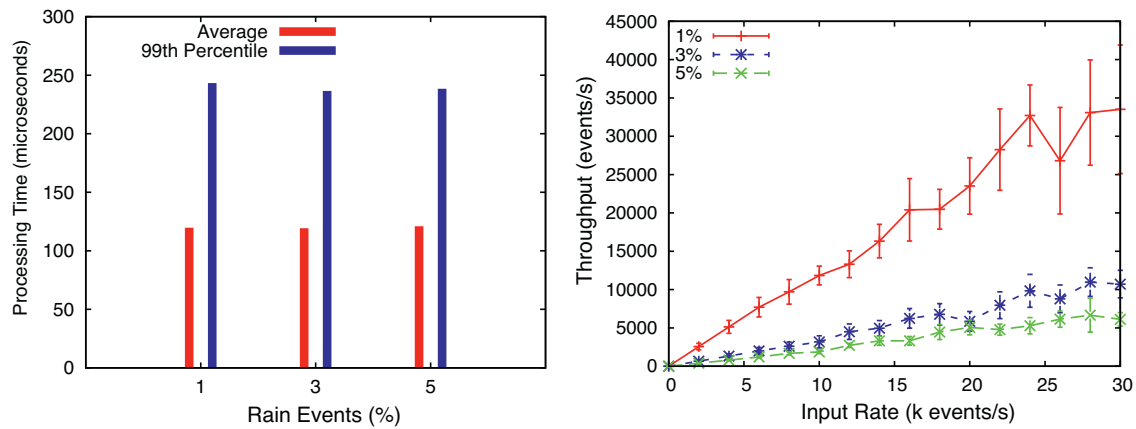 300
250
200
150
100
50
0
Processing Time (microseconds)
Average
99th Percentile
1 3 5
Rain Events (%)
45000
40000
35000
30000
25000
20000
15000
10000
5000
0
Throughput (events/s)
1%
3%
5%
0 5 10 15 20 25 30
Input Rate (k events/s)